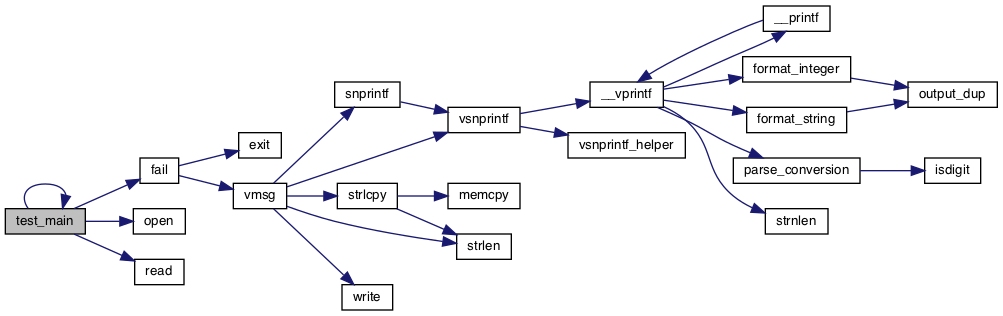 test_main
fail
open
read
exit
vmsg
snprintf
strlcpy
write
vsnprintf
memcpy
strlen
__vprintf
vsnprintf_helper
__printf
format_integer
format_string
parse_conversion
strnlen
output_dup
isdigit